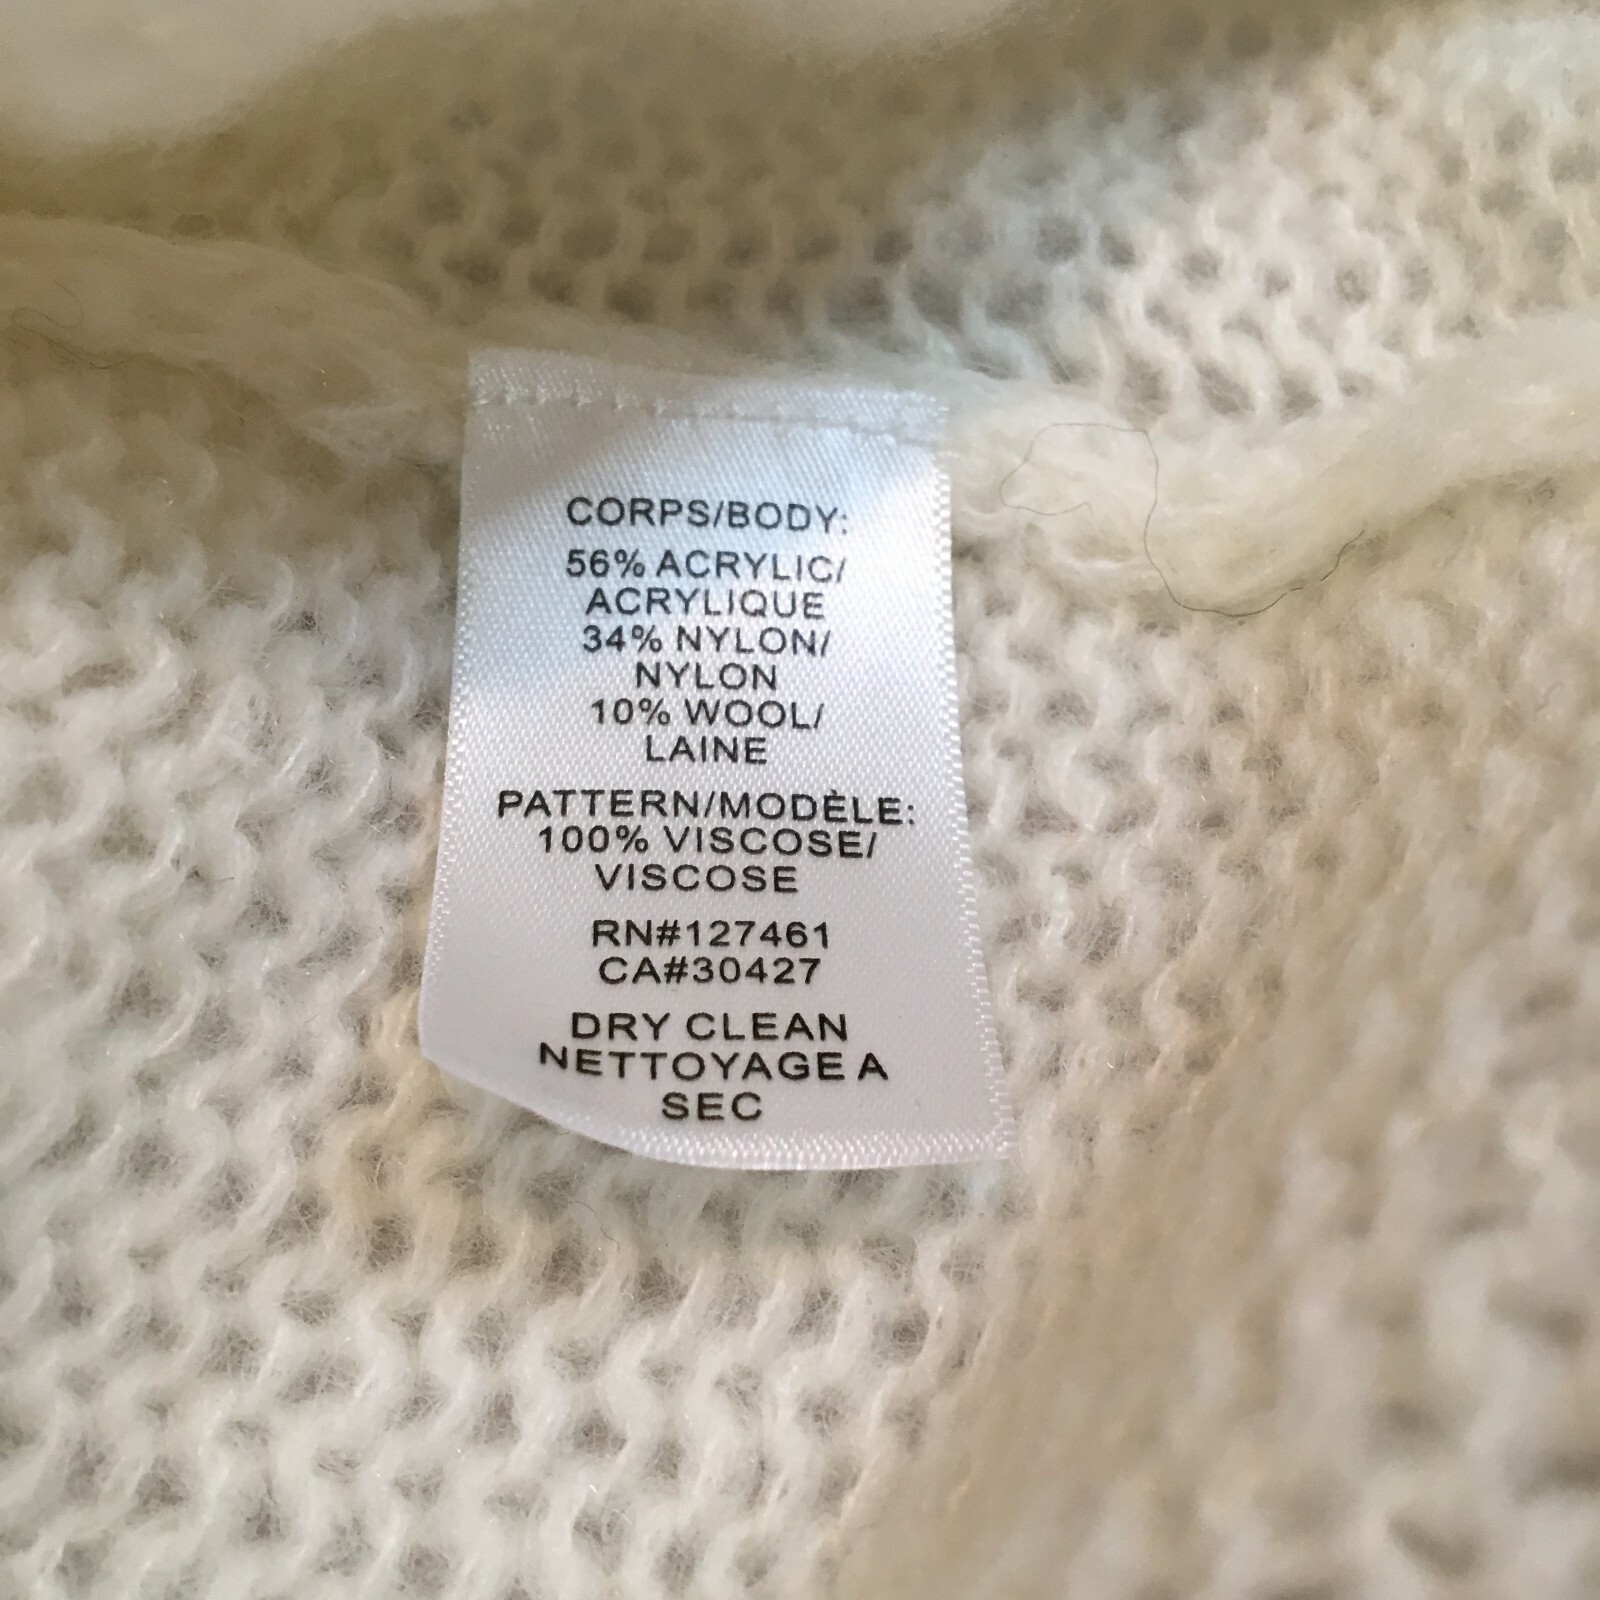 CORPS/BODY:
56% ACRYLIC/
ACRYLIQUE
34% NYLON/
NYLON
10% WOOL/
LAINE
PATTERN/MODÈLE:
100% VISCOSE/
VISCOSE
RN#127461
CA#30427
DRY CLEAN
NETTOYAGE A
SEC